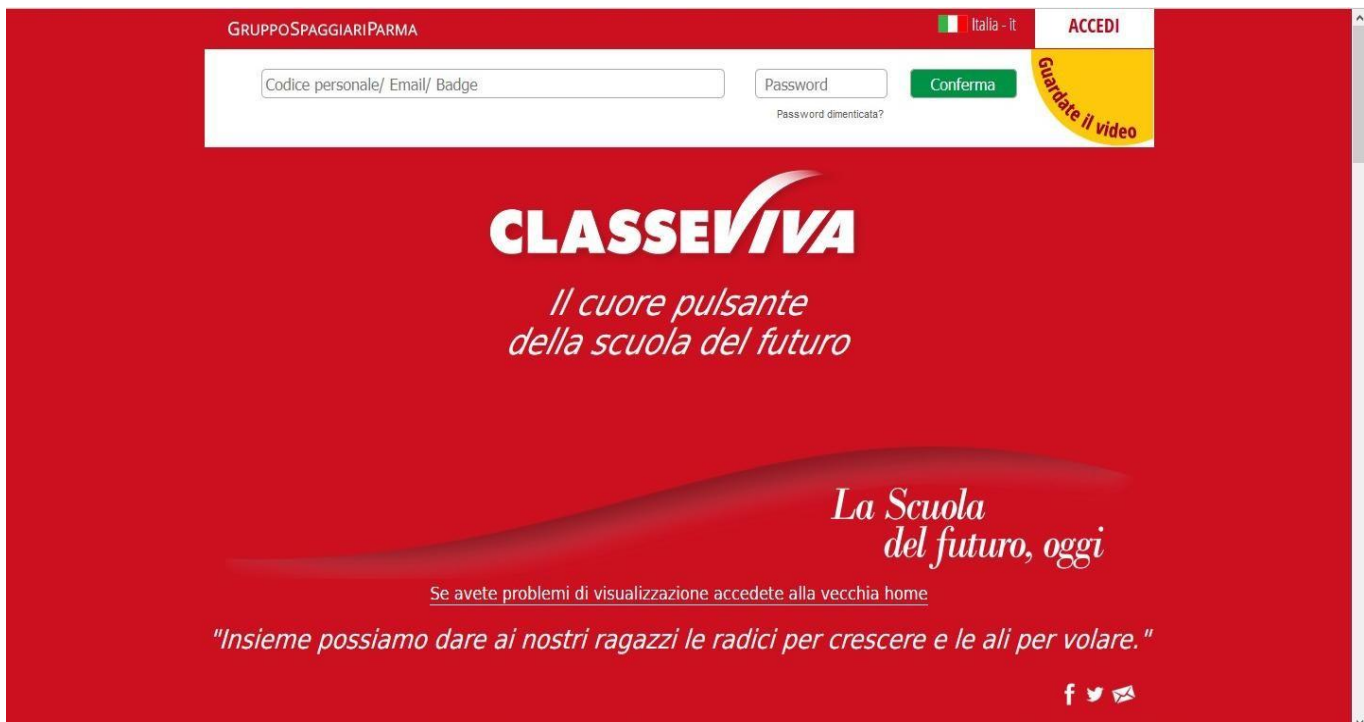 GRUPPOSPAGGIARIPARMA
Italia - it
ACCEDI
Codice personale/ Email/ Badge
Password
Conferma
Guardate il video
Password dimenticata?
CLASSEVIVA
Il cuore pulsante
della scuola del futuro
La Scuola
del futuro, oggi
Se avete problemi di visualizzazione accedete alla vecchia home
"Insieme possiamo dare ai nostri ragazzi le radici per crescere e le ali per volare."